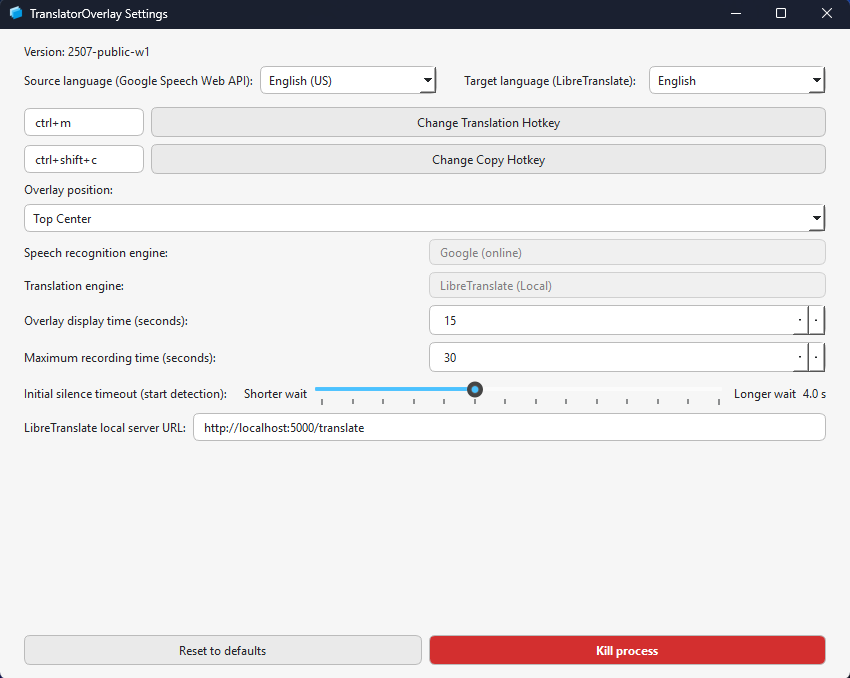 TranslatorOverlay Settings
Version: 2507-public-w1
Source language (Google Speech Web API): English (US) Target language (LibreTranslate): English
ctrl+m Change Translation Hotkey
ctrl+shift+c Change Copy Hotkey
Overlay position:
Top Center
Speech recognition engine: Google (online)
Translation engine: LibreTranslate (Local)
Overlay display time (seconds): 15
Maximum recording time (seconds): 30
Initial silence timeout (start detection): Shorter wait Longer wait 4.0 s
LibreTranslate local server URL: http://localhost:5000/translate
Reset to defaults Kill process